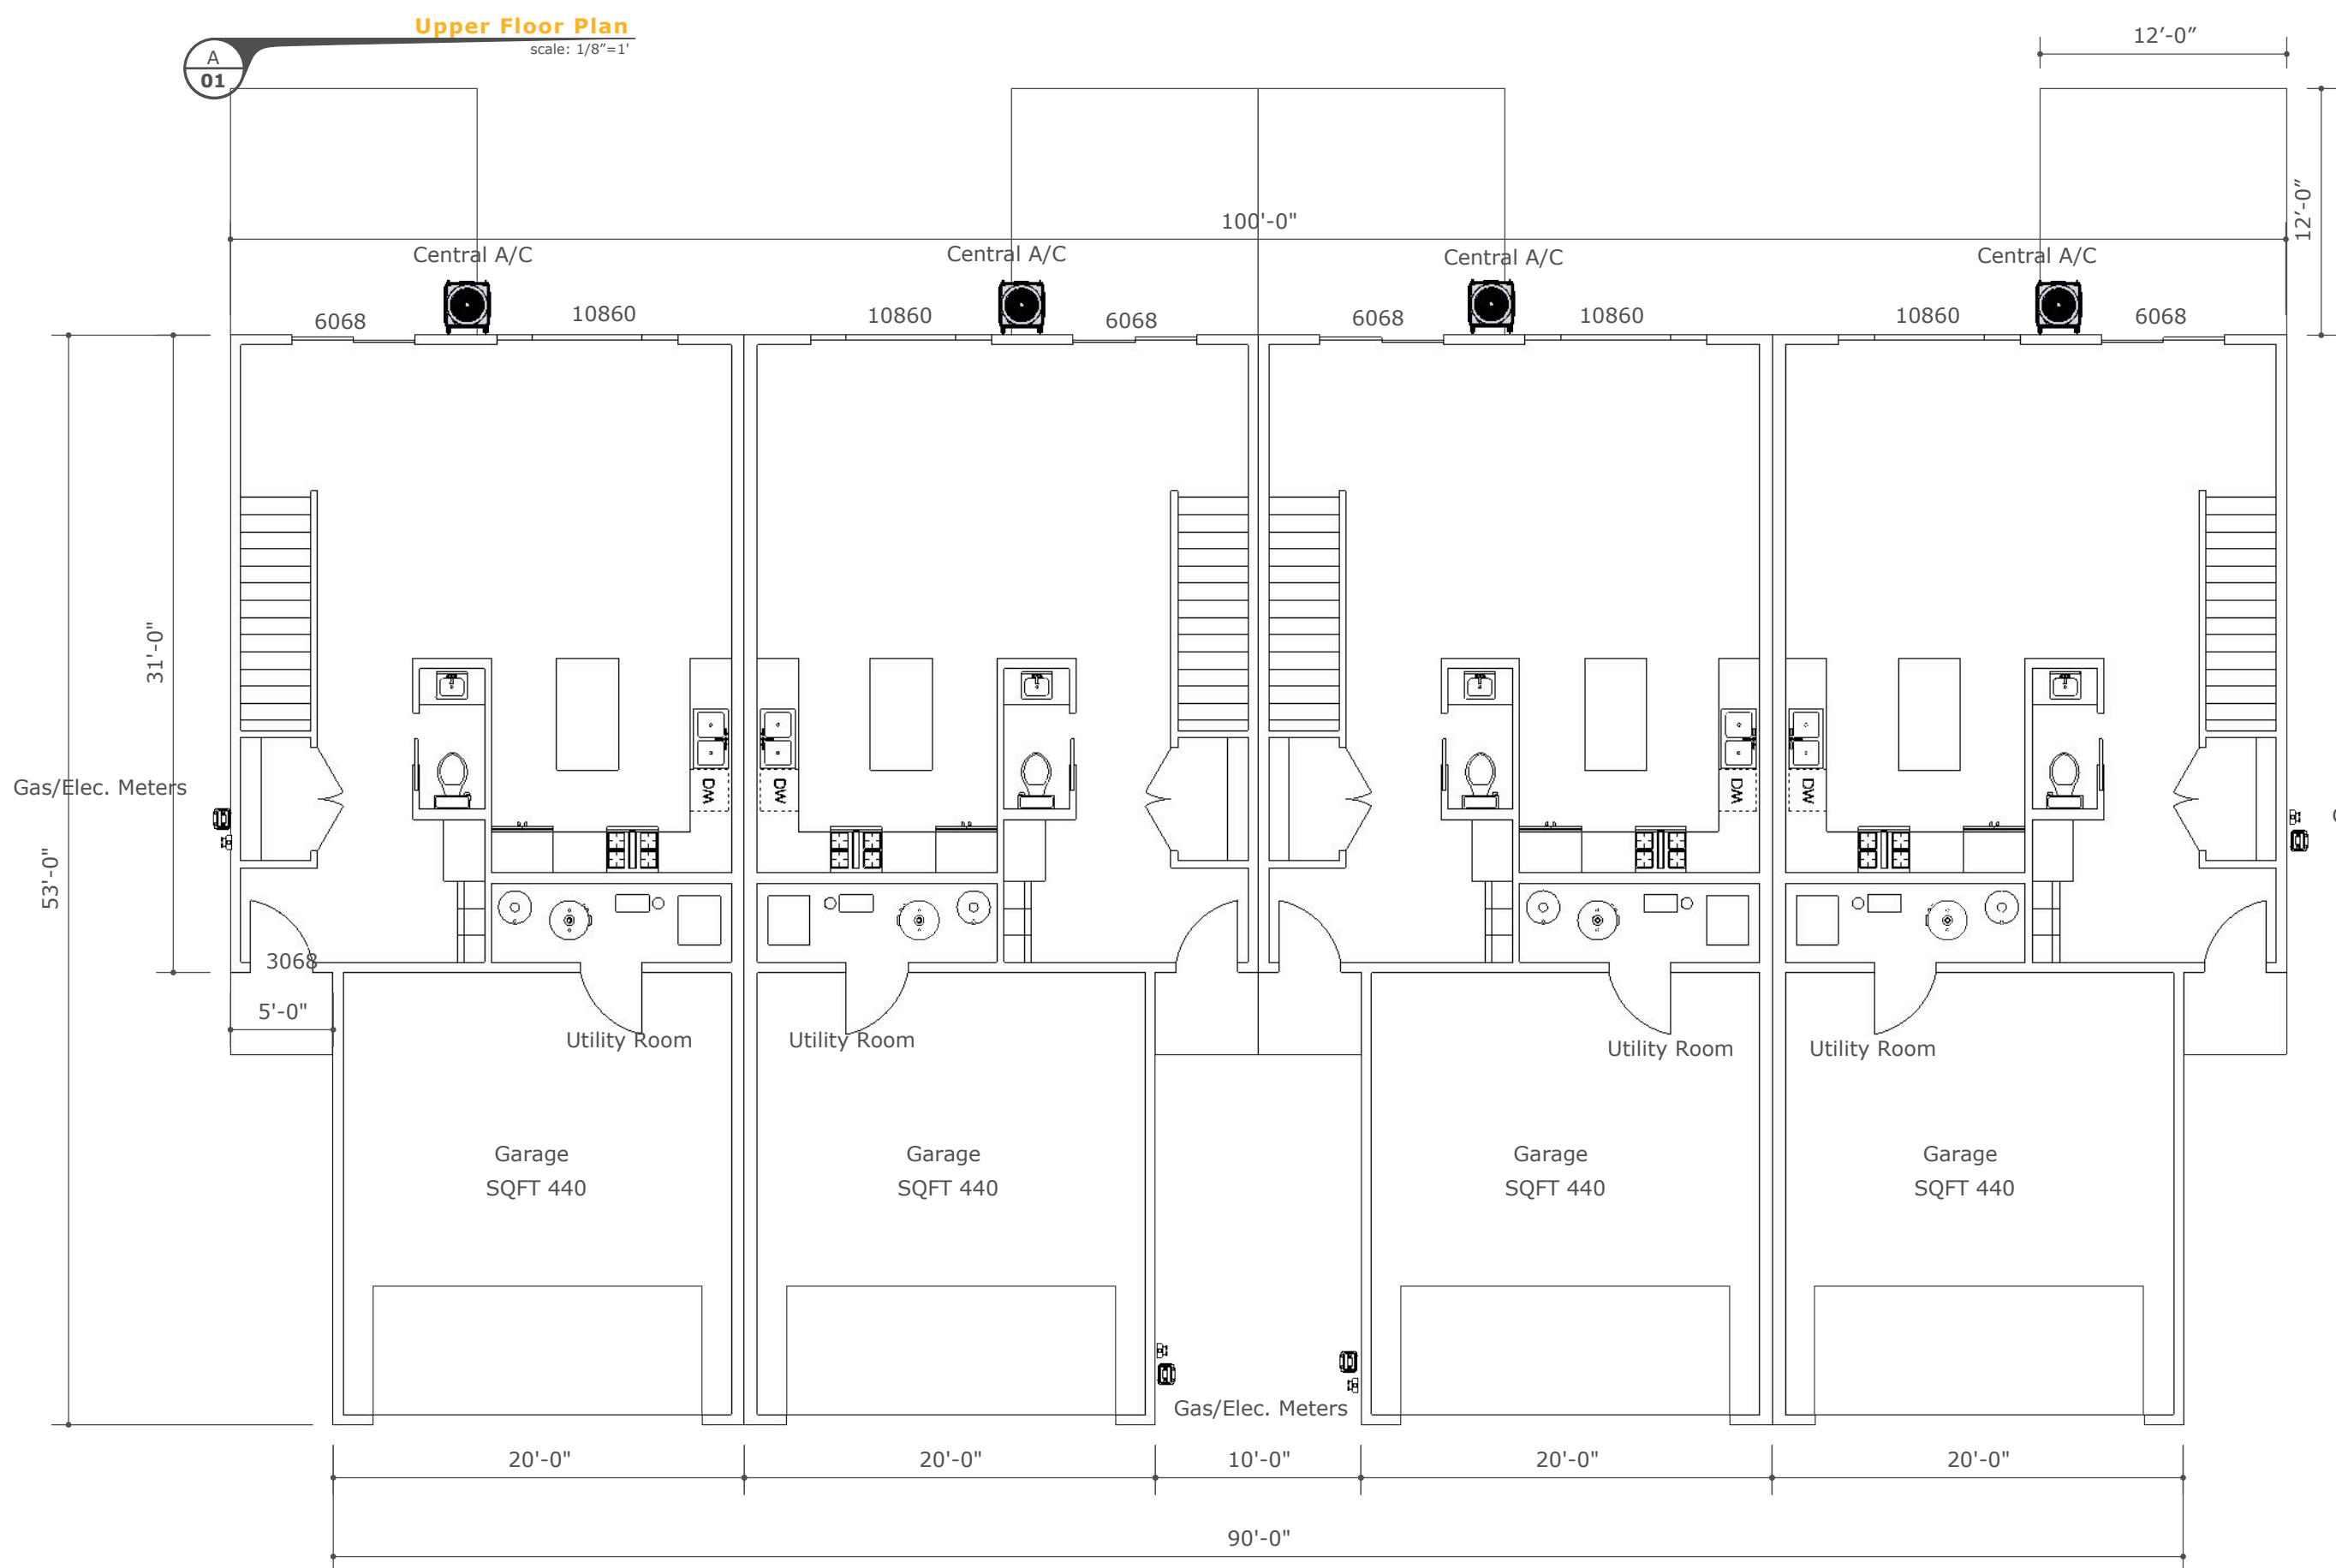 Upper Floor Plan
scale: 1/8"=1'
A
01
12’-0”
12’-0”
100'-0"
Central A/C
Central A/C
Central A/C
Central A/C
6068
10860
10860
6068
6068
10860
10860
6068
31'-0"
53'-0"
Gas/Elec. Meters
DW
DW
DW
DW
3068
5'-0"
Utility Room
Utility Room
Utility Room
Utility Room
Garage
SQFT 440
Garage
SQFT 440
Garage
SQFT 440
Garage
SQFT 440
Gas/Elec. Meters
20'-0"
20'-0"
10'-0"
20'-0"
20'-0"
90'-0"